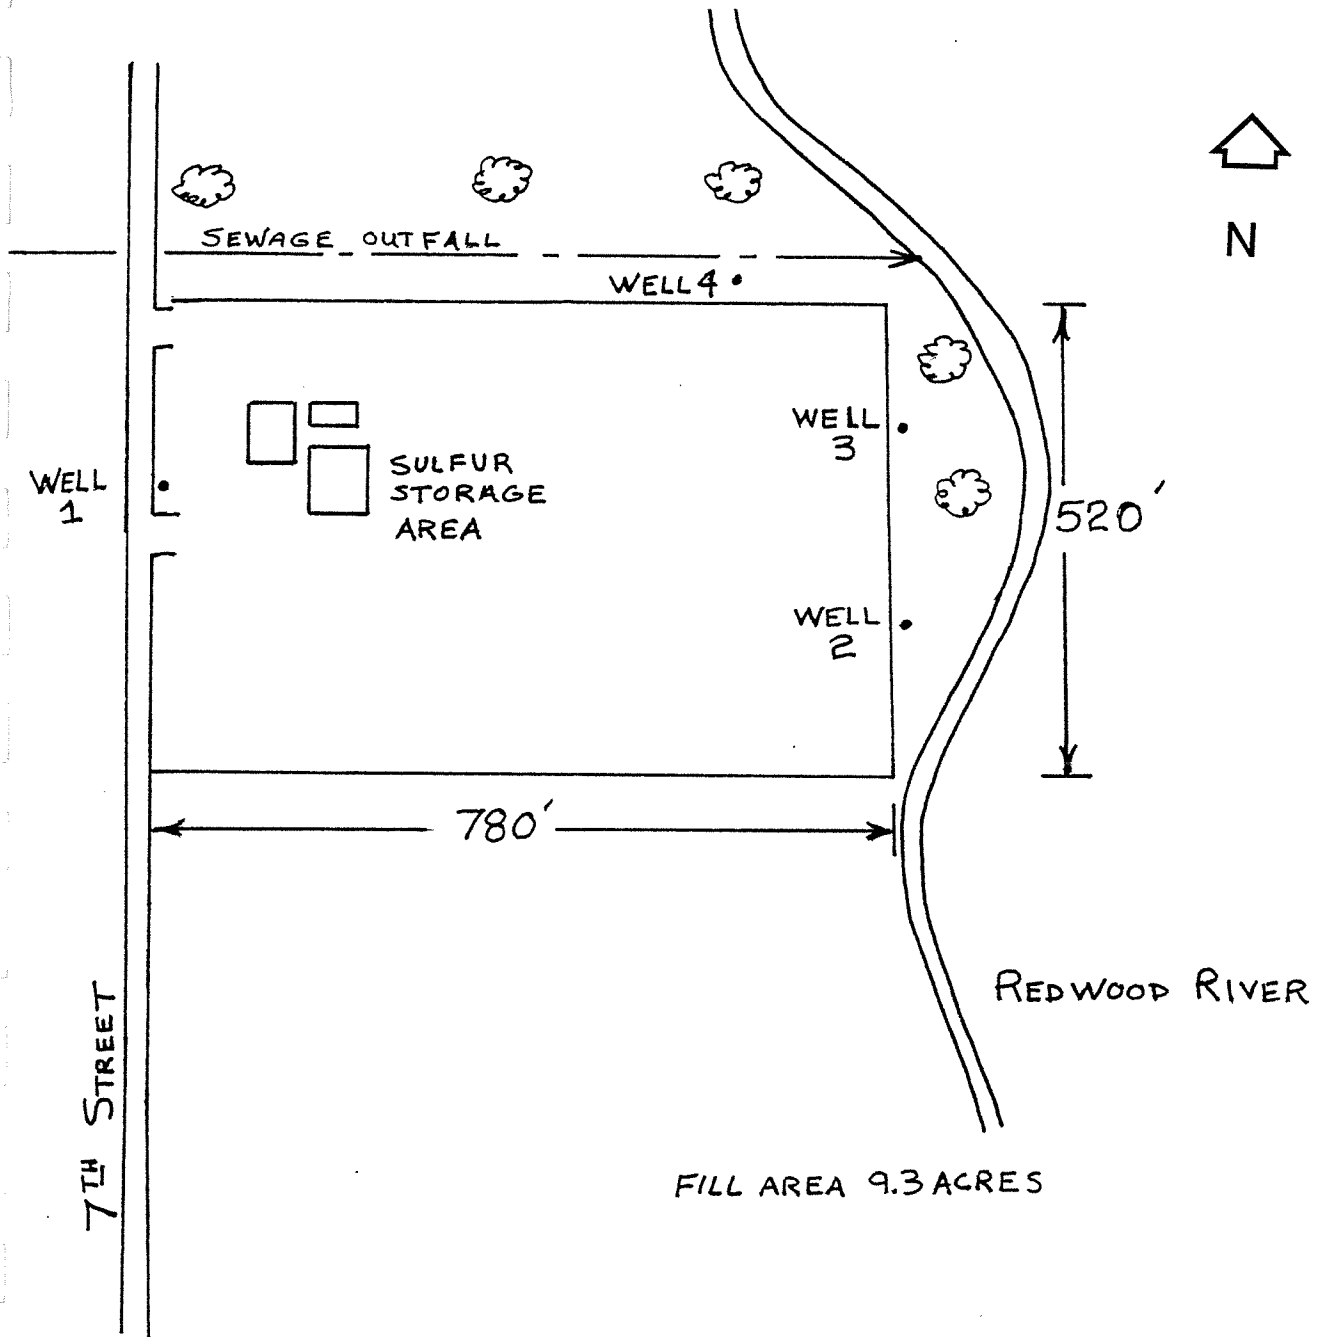 N
SEWAGE OUTFALL
WELL 4
WELL
3
WELL
1
SULFUR
STORAGE
AREA
520'
WELL
2
780'
REDWOOD RIVER
7TH STREET
FILL AREA 9.3 ACRES